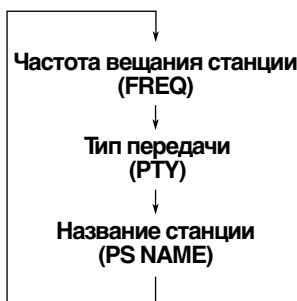 Частота вещания станции
(FREQ)
Тип передачи
(PTY)
Название станции
(PS NAME)